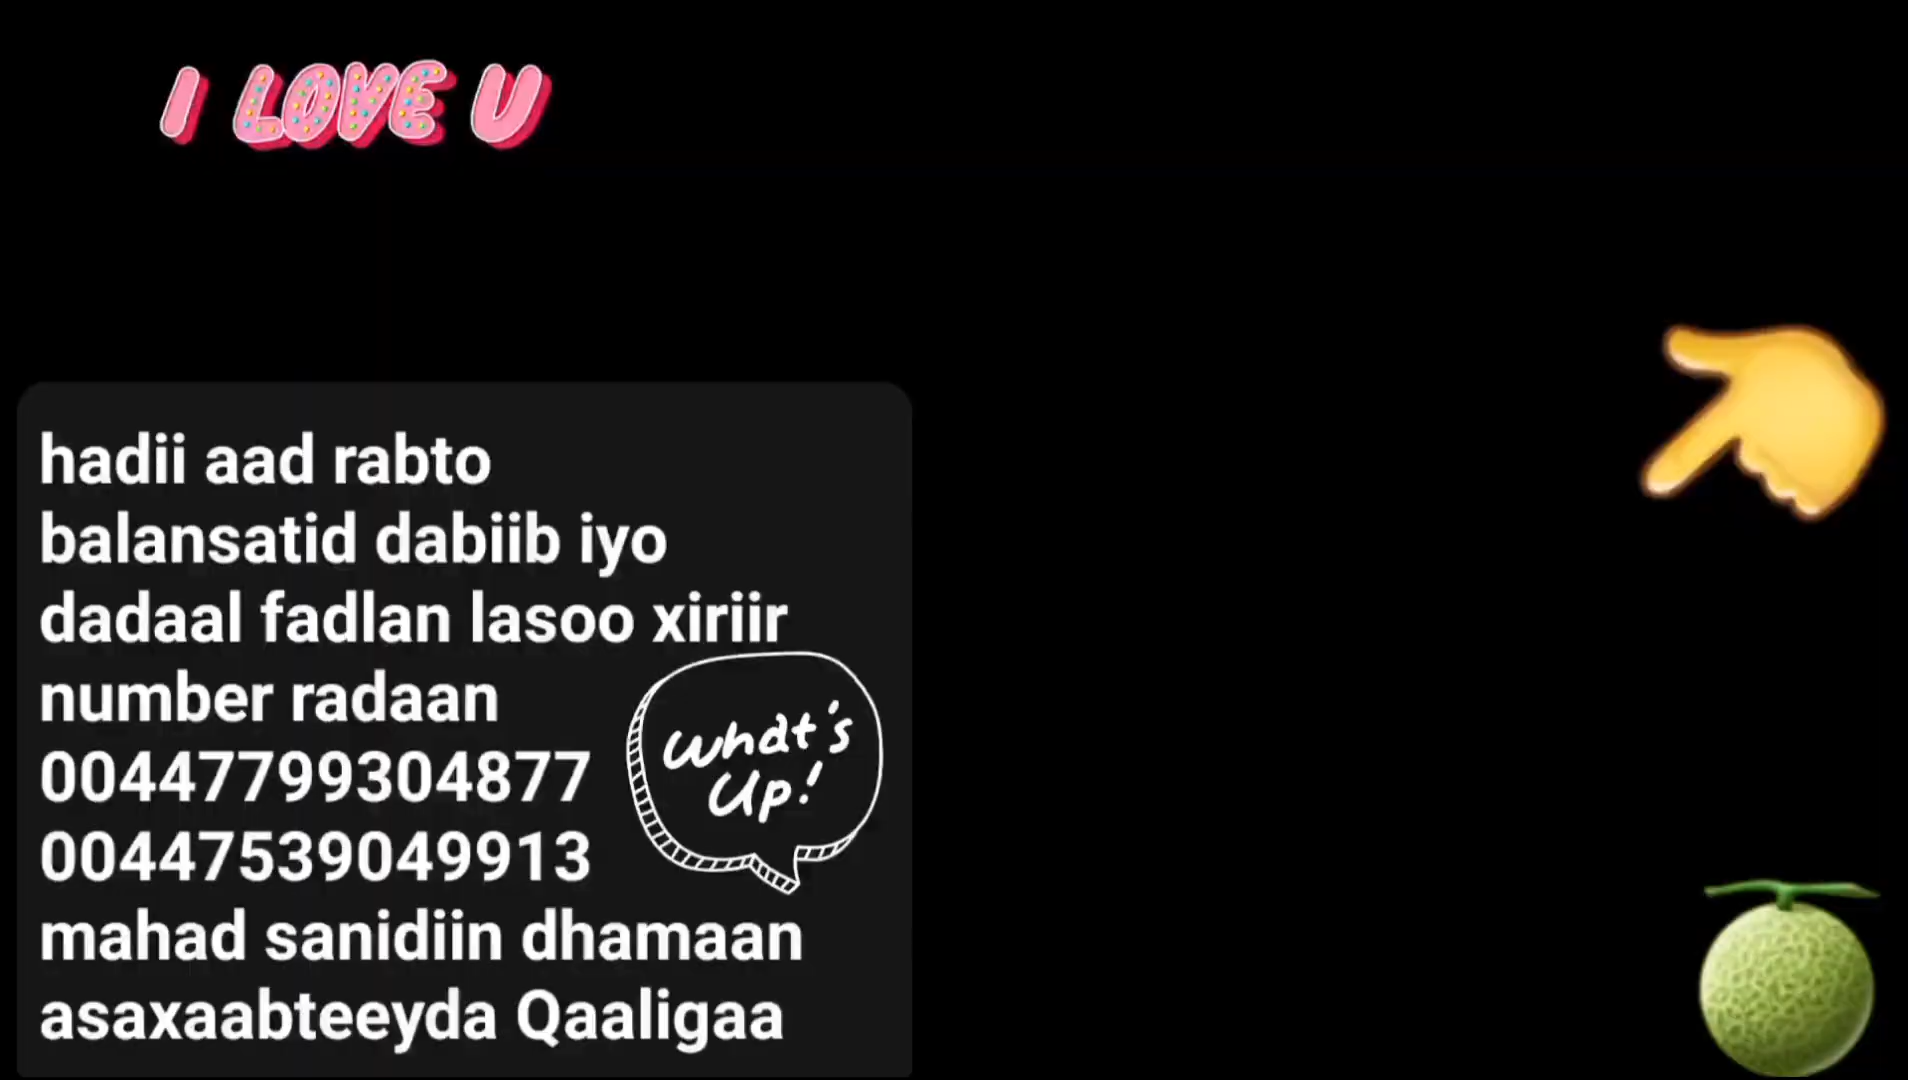 I LOVE U
hadii aad rabto
balansatid dabiib iyo
dadaal fadlan lasoo xiriir
number radaan
00447799304877
00447539049913
What's
Up!
mahad sanidiin dhamaan
asaxaabteeyda Qaaligaa